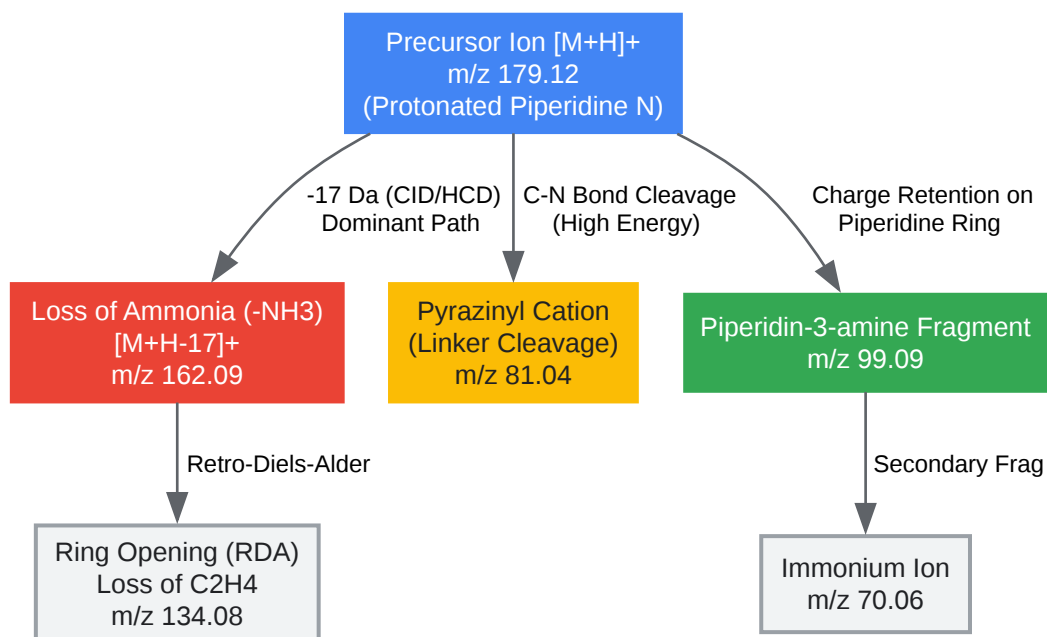 Precursor Ion [M+H]+
m/z 179.12
(Protonated Piperidine N)
-17 Da (CID/HCD)
Dominant Path
C-N Bond Cleavage
(High Energy)
Charge Retention on
Piperidine Ring
Loss of Ammonia (-NH3)
[M+H-17]+
m/z 162.09
Pyrazinyl Cation
(Linker Cleavage)
m/z 81.04
Piperidin-3-amine Fragment
m/z 99.09
Retro-Diels-Alder
Secondary Frag
Ring Opening (RDA)
Loss of C2H4
m/z 134.08
Immonium Ion
m/z 70.06